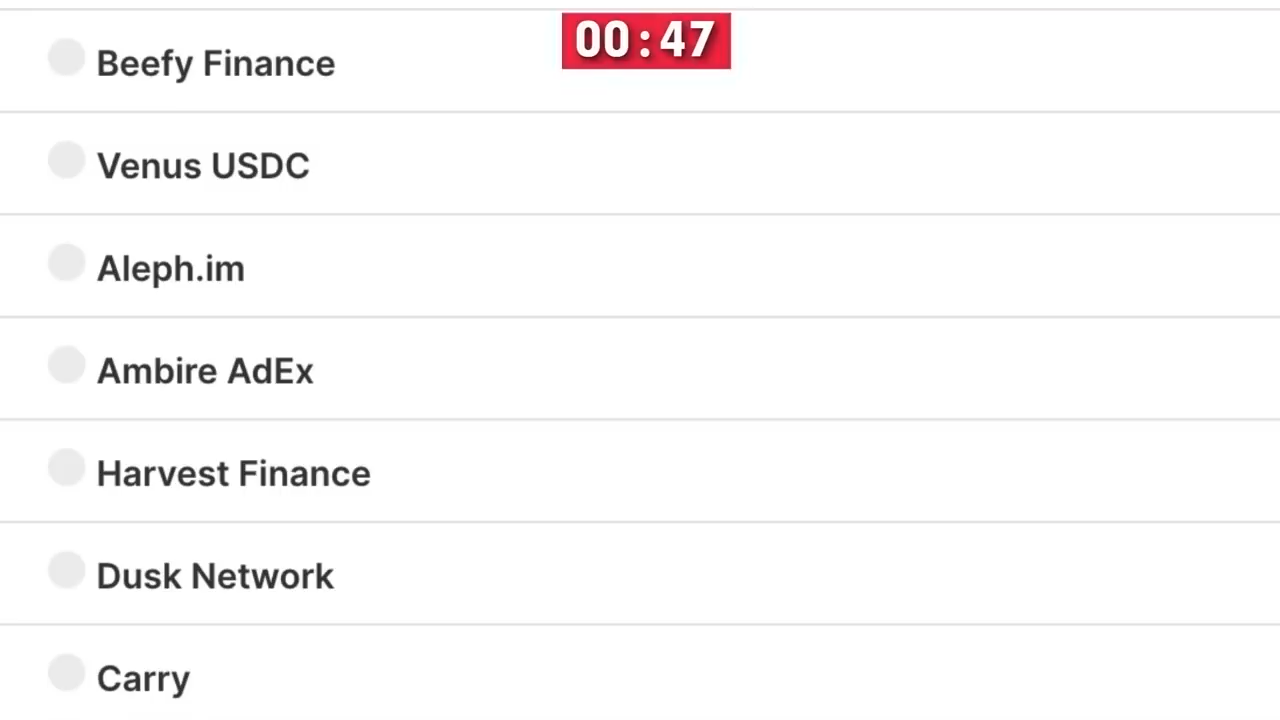 00:47
Beefy Finance
Venus USDC
Aleph.im
Ambire AdEx
Harvest Finance
Dusk Network
Carry